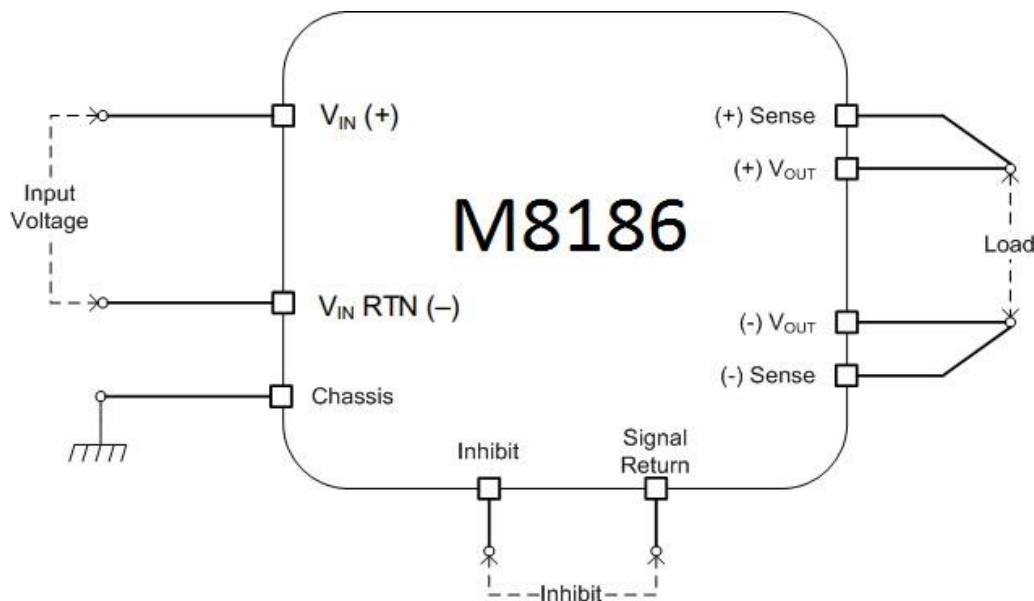 V_IN (+)
Input
Voltage
V_IN RTN (–)
Chassis
M8186
(+) Sense
(+) V_OUT
Load
(-) V_OUT
(-) Sense
Inhibit
Signal
Return
Inhibit